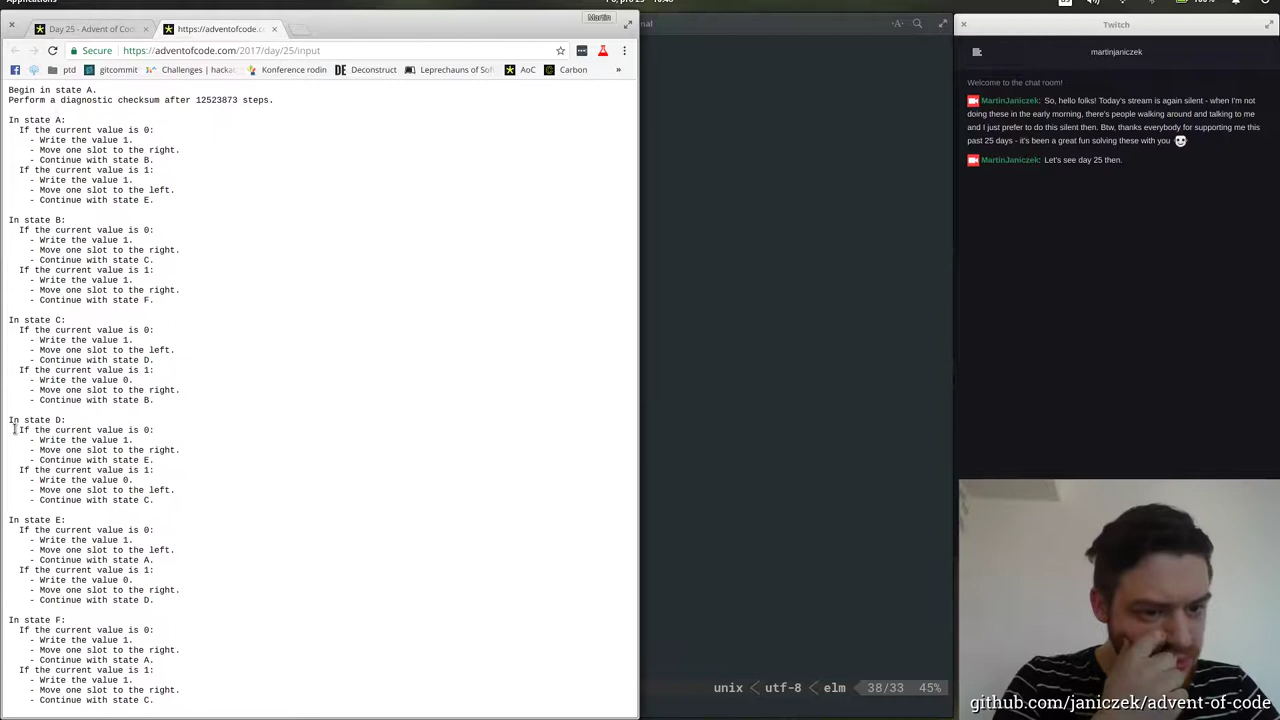 Applications
Martin
Day 25 - Advent of Cod
https://adventofcode.co
Secure
https://adventofcode.com/2017/day/25/input
ptd
gitcommit
Challenges | hackat
Konference rodin
DE Deconstruct
Leprechauns of Soft
AoC
Carbon
»
Begin in state A.
Perform a diagnostic checksum after 12523873 steps.
In state A:
If the current value is 0:
- Write the value 1.
- Move one slot to the right.
- Continue with state B.
If the current value is 1:
- Write the value 1.
- Move one slot to the left.
- Continue with state E.
In state B:
If the current value is 0:
- Write the value 1.
- Move one slot to the right.
- Continue with state C.
If the current value is 1:
- Write the value 1.
- Move one slot to the right.
- Continue with state F.
In state C:
If the current value is 0:
- Write the value 1.
- Move one slot to the left.
- Continue with state D.
If the current value is 1:
- Write the value 0.
- Move one slot to the right.
- Continue with state B.
In state D:
If the current value is 0:
- Write the value 1.
- Move one slot to the right.
- Continue with state E.
If the current value is 1:
- Write the value 0.
- Move one slot to the left.
- Continue with state C.
In state E:
If the current value is 0:
- Write the value 1.
- Move one slot to the left.
- Continue with state A.
If the current value is 1:
- Write the value 0.
- Move one slot to the right.
- Continue with state D.
In state F:
If the current value is 0:
- Write the value 1.
- Move one slot to the right.
- Continue with state A.
If the current value is 1:
- Write the value 1.
- Move one slot to the right.
- Continue with state C.
nal
unix < utf-8 < elm
38/33
45%
Twitch
martinjaniczek
Welcome to the chat room!
MartinJaniczek: So, hello folks! Today's stream is again silent - when I'm not
doing these in the early morning, there's people walking around and talking to me
and I just prefer to do this silent then. Btw, thanks everybody for supporting me this
past 25 days - it's been a great fun solving these with you
MartinJaniczek: Let's see day 25 then.
github.com/janiczek/advent-of-code